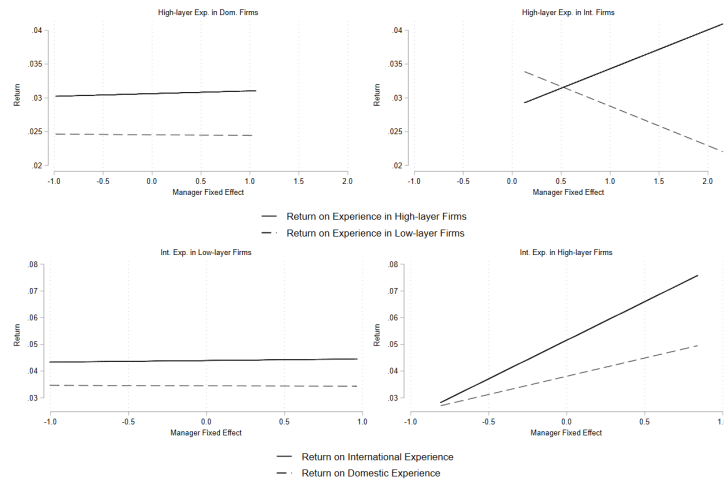 High-layer Exp. in Dom. Firms
.04
.035
.03
.025
.02
Return
-1.0 -0.5 0.0 0.5 1.0 1.5 2.0
Manager Fixed Effect
High-layer Exp. in Int. Firms
.04
.035
.03
.025
.02
Return
-1.0 -0.5 0.0 0.5 1.0 1.5 2.0
Manager Fixed Effect
Return on Experience in High-layer Firms
Return on Experience in Low-layer Firms
Int. Exp. in Low-layer Firms
.08
.07
.06
.05
.04
.03
Return
-1.0 -0.5 0.0 0.5 1.0
Manager Fixed Effect
Int. Exp. in High-layer Firms
.08
.07
.06
.05
.04
.03
Return
-1.0 -0.5 0.0 0.5 1.0
Manager Fixed Effect
Return on International Experience
Return on Domestic Experience